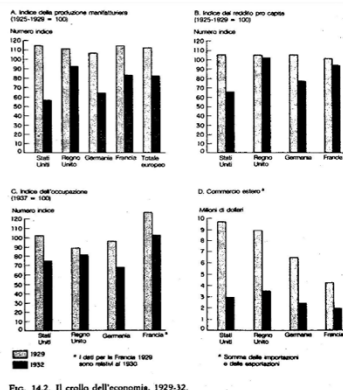 A. Indice della produzione manifatturiera
(1925-1929 = 100)
Numero indice
120
110
100
90
80
70
60
50
40
30
20
10
0
Stati Uniti
Regno Unito
Germania
Francia
Totale europeo
B. Indice del reddito pro capita
(1925-1929 = 100)
Numero indice
120
110
100
90
80
70
60
50
40
30
20
10
0
Stati Uniti
Regno Unito
Germania
Francia
C. Indice dell'occupazione
(1937 = 100)
Numero indice
130
120
110
100
90
80
70
60
50
40
30
20
10
0
Stati Uniti
Regno Unito
Germania
Francia *
D. Commercio estero *
Milioni di dollari
10
9
8
7
6
5
4
3
2
1
0
Stati Uniti
Regno Unito
Germania
Francia
1929
1932
* I dati per la Francia 1929
sono relativi al 1930
* Somma delle importazioni
e delle esportazioni
FIG. 14.2. Il crollo dell'economia, 1929-32.